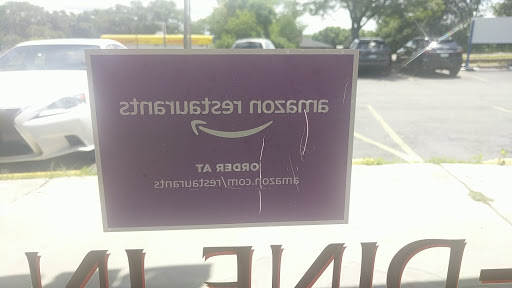 amazon restaurants
ORDER AT
amazon.com/restaurants
-DINE IN